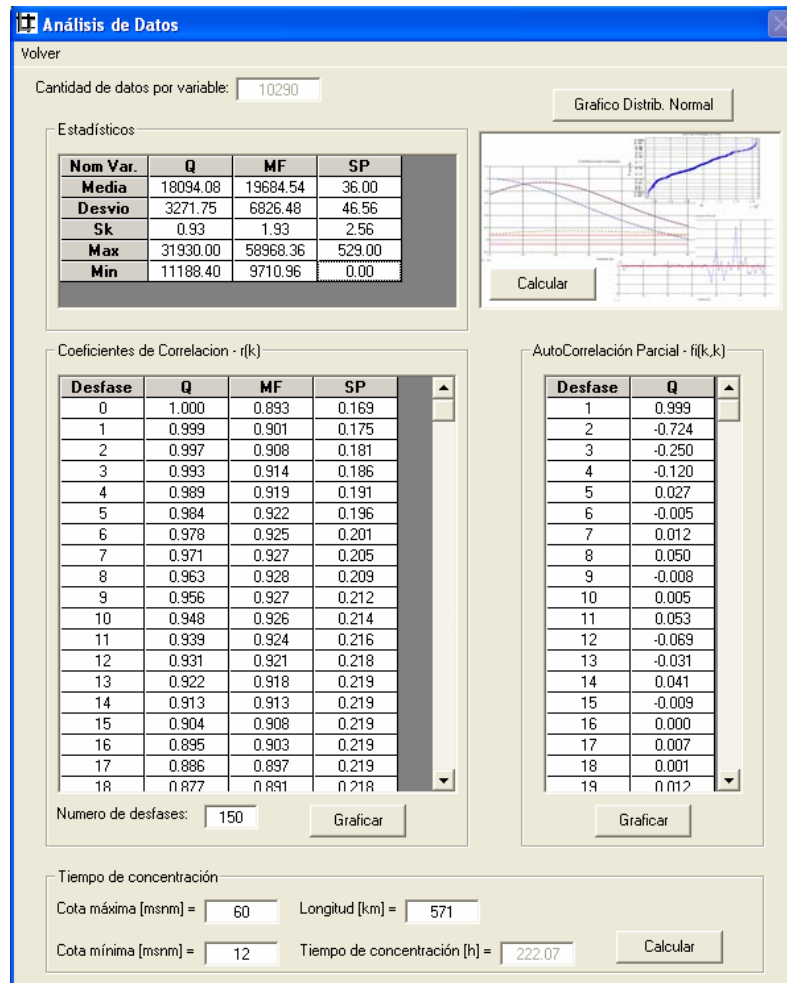 Análisis de Datos
Volver
Cantidad de datos por variable: 10290
Grafico Distrib. Normal
Estadísticos
Nom Var. Q MF SP
Media 18094.08 19684.54 36.00
Desvio 3271.75 6826.48 46.56
Sk 0.93 1.93 2.56
Max 31930.00 58968.36 529.00
Min 11188.40 9710.96 0.00
Calcular
Coeficientes de Correlacion - r(k)
Desfase Q MF SP
0 1.000 0.893 0.169
1 0.999 0.901 0.175
2 0.997 0.908 0.181
3 0.993 0.914 0.186
4 0.989 0.919 0.191
5 0.984 0.922 0.196
6 0.978 0.925 0.201
7 0.971 0.927 0.205
8 0.963 0.928 0.209
9 0.956 0.927 0.212
10 0.948 0.926 0.214
11 0.939 0.924 0.216
12 0.931 0.921 0.218
13 0.922 0.918 0.219
14 0.913 0.913 0.219
15 0.904 0.908 0.219
16 0.895 0.903 0.219
17 0.886 0.897 0.219
18 0.877 0.891 0.218
Numero de desfases: 150
Graficar
AutoCorrelación Parcial - fi(k,k)
Desfase Q
1 0.999
2 -0.724
3 -0.250
4 -0.120
5 0.027
6 -0.005
7 0.012
8 0.050
9 -0.008
10 0.005
11 0.053
12 -0.069
13 -0.031
14 0.041
15 -0.009
16 0.000
17 0.007
18 0.001
19 0.012
Graficar
Tiempo de concentración
Cota máxima [msnm] = 60 Longitud [km] = 571
Cota mínima [msnm] = 12 Tiempo de concentración [h] = 222.07 Calcular